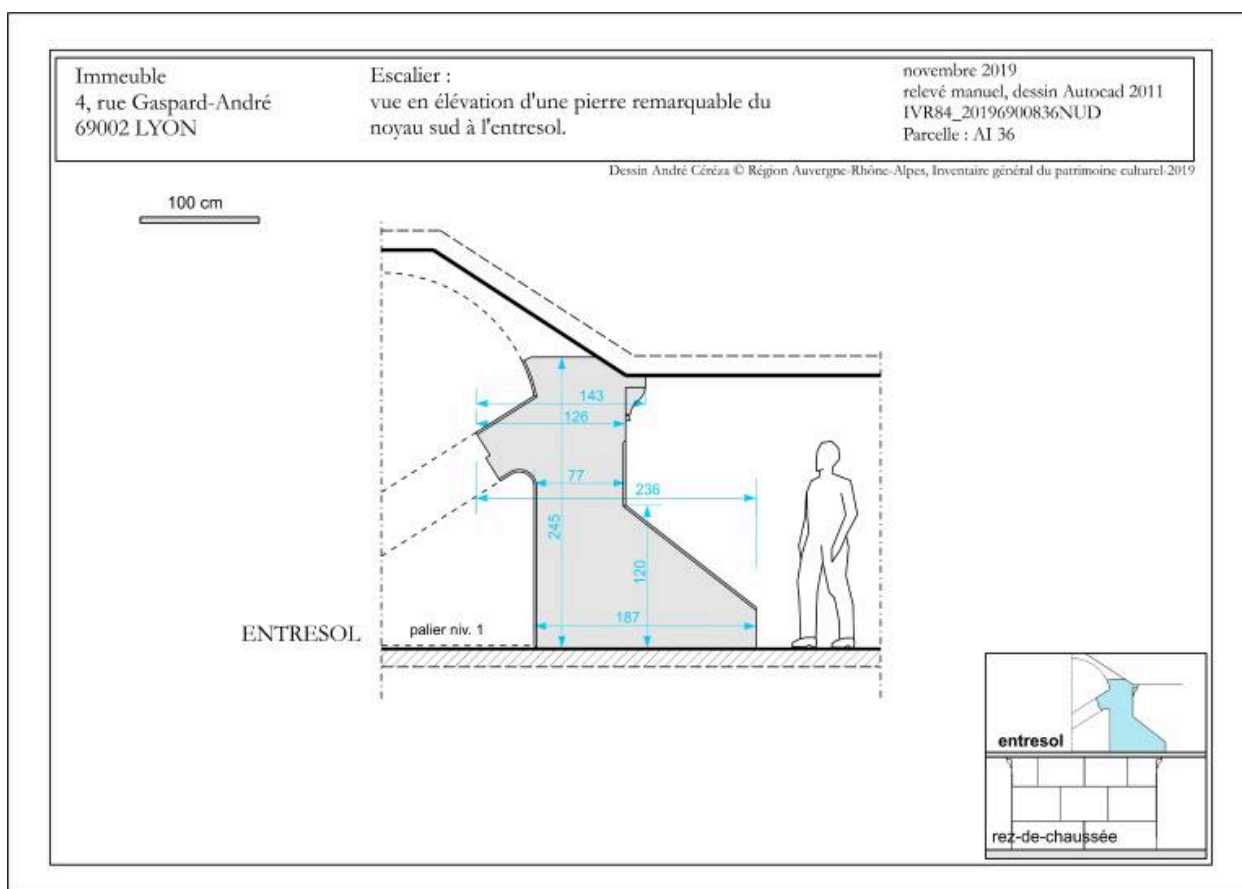 Immeuble
4, rue Gaspard-André
69002 LYON
Escalier :
vue en élévation d'une pierre remarquable du
noyau sud à l'entresol.
novembre 2019
relevé manuel, dessin Autocad 2011
IVR84_20196900836NUD
Parcelle : AI 36
Dessin André Céréza © Région Auvergne-Rhône-Alpes, Inventaire général du patrimoine culturel-2019
100 cm
143
126
77
236
245
120
187
ENTRESOL
palier niv. 1
entresol
rez-de-chaussée